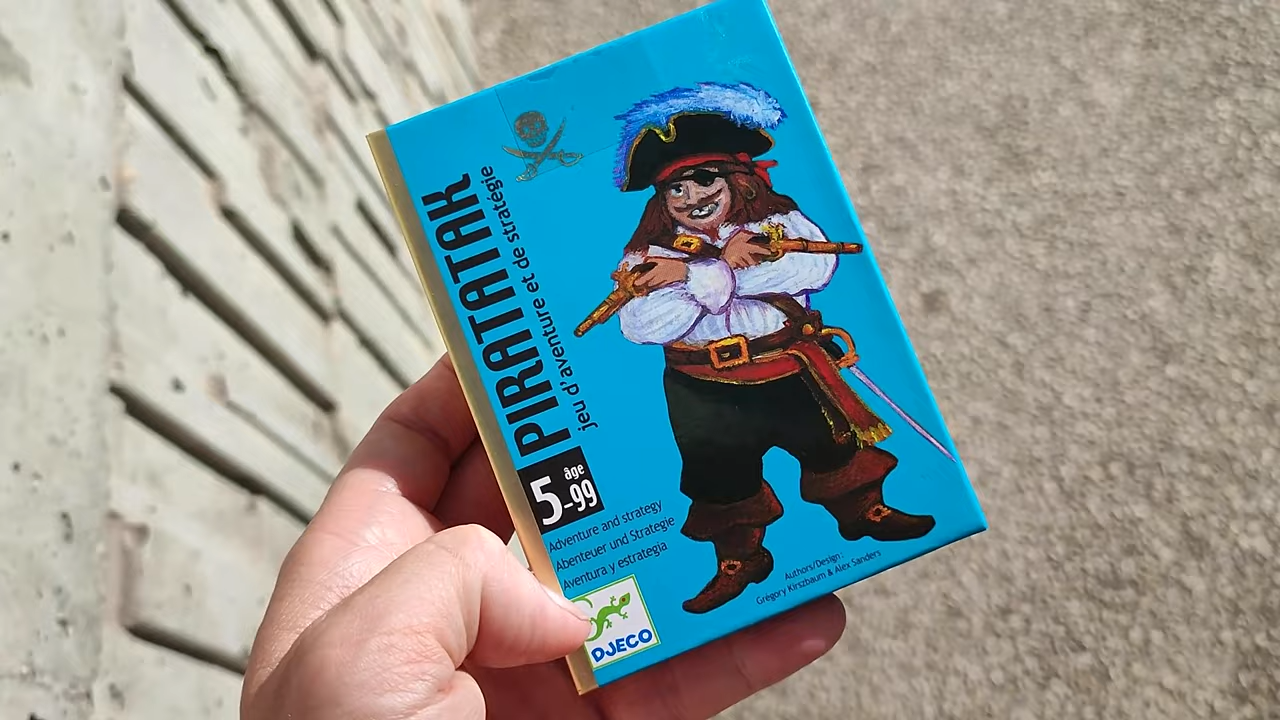 PIRATATAK
jeu d'aventure et de stratégie
âge
5-99
Adventure and strategy
Abenteuer und Strategie
Aventura y estrategia
DJECO
Authors/Design :
Grégory Kirszbaum & Alex Sanders